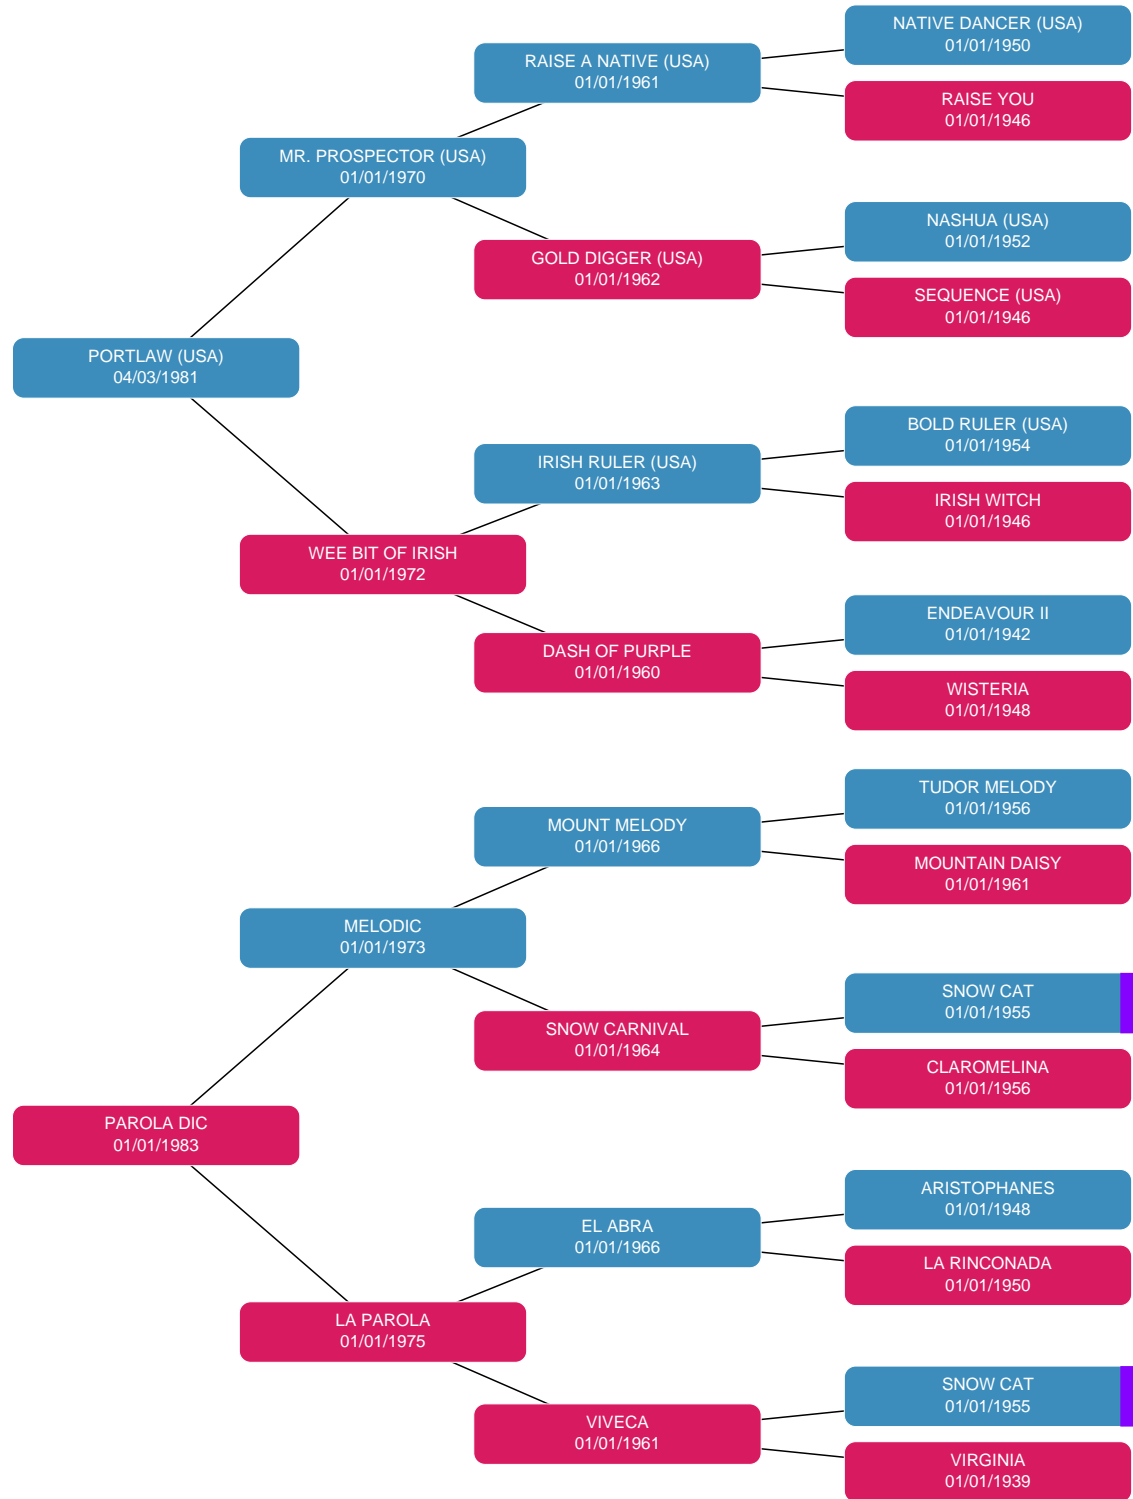 NATIVE DANCER (USA)
01/01/1950
RAISE A NATIVE (USA)
01/01/1961
RAISE YOU
01/01/1946
MR. PROSPECTOR (USA)
01/01/1970
NASHUA (USA)
01/01/1952
GOLD DIGGER (USA)
01/01/1962
SEQUENCE (USA)
01/01/1946
PORTLAW (USA)
04/03/1981
BOLD RULER (USA)
01/01/1954
IRISH RULER (USA)
01/01/1963
IRISH WITCH
01/01/1946
WEE BIT OF IRISH
01/01/1972
ENDEAVOUR II
01/01/1942
DASH OF PURPLE
01/01/1960
WISTERIA
01/01/1948
TUDOR MELODY
01/01/1956
MOUNT MELODY
01/01/1966
MOUNTAIN DAISY
01/01/1961
MELODIC
01/01/1973
SNOW CAT
01/01/1955
SNOW CARNIVAL
01/01/1964
CLAROMELINA
01/01/1956
PAROLA DIC
01/01/1983
ARISTOPHANES
01/01/1948
EL ABRA
01/01/1966
LA RINCONADA
01/01/1950
LA PAROLA
01/01/1975
SNOW CAT
01/01/1955
VIVECA
01/01/1961
VIRGINIA
01/01/1939